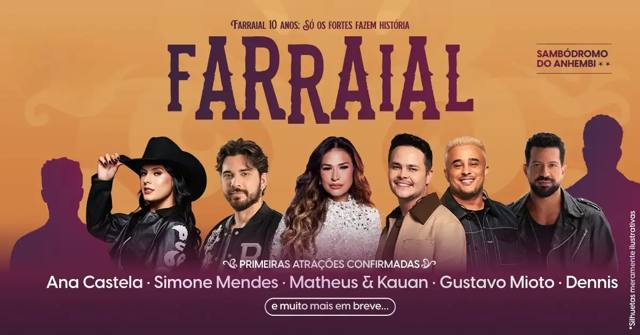 FARRAIAL 10 ANOS: SÓ OS FORTES FAZEM HISTÓRIA
FARRAIAL
SAMBÓDROMO
DO ANHEMBI
PRIMEIRAS ATRAÇÕES CONFIRMADAS
Ana Castela · Simone Mendes · Matheus & Kauan · Gustavo Mioto · Dennis
e muito mais em breve...
*Silhuetas meramente ilustrativas